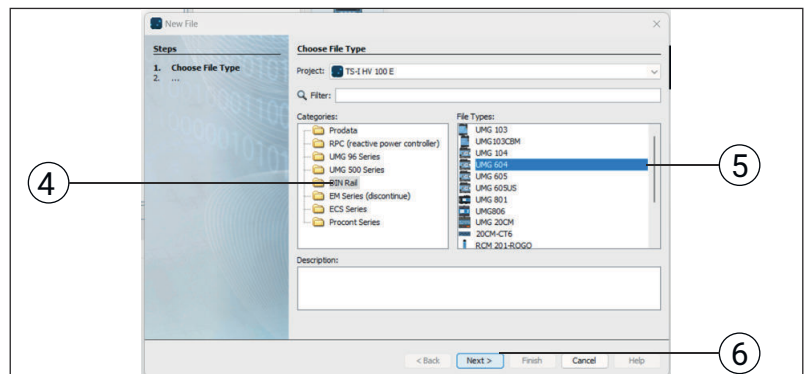 New File
Steps
1. Choose File Type
2. ...
Choose File Type
Project: TS-I HV 100 E
Filter:
Categories:
Prodata
RPC (reactive power controller)
UMG 96 Series
UMG 500 Series
DIN Rail
EM Series (discontinue)
ECS Series
Procont Series
File Types:
UMG 103
UMG103CBM
UMG 104
UMG 604
UMG 605
UMG 605US
UMG 801
UMG806
UMG 20CM
20CM-CT6
RCM 201-ROGO
Description:
< Back Next > Finish Cancel Help
4
5
6